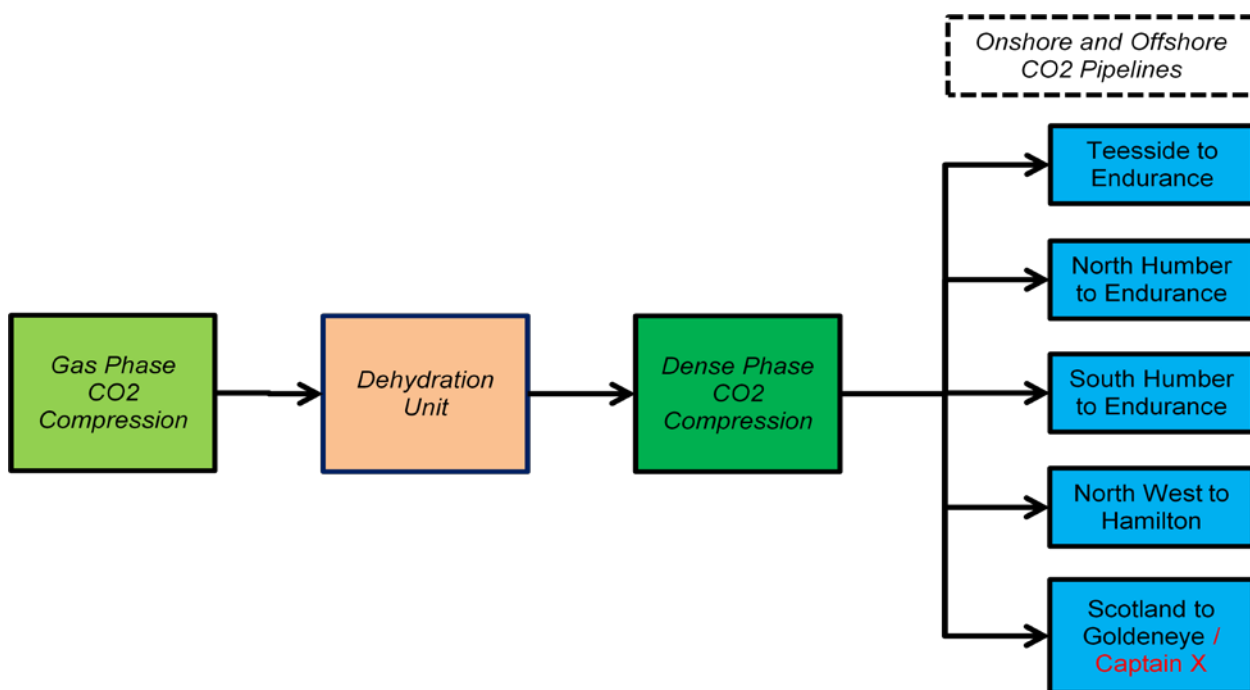 Onshore and Offshore
CO2 Pipelines
Teesside to
Endurance
North Humber
to Endurance
Gas Phase
CO2
Compression
Dehydration
Unit
Dense Phase
CO2
Compression
South Humber
to Endurance
North West to
Hamilton
Scotland to
Goldeneye /
Captain X